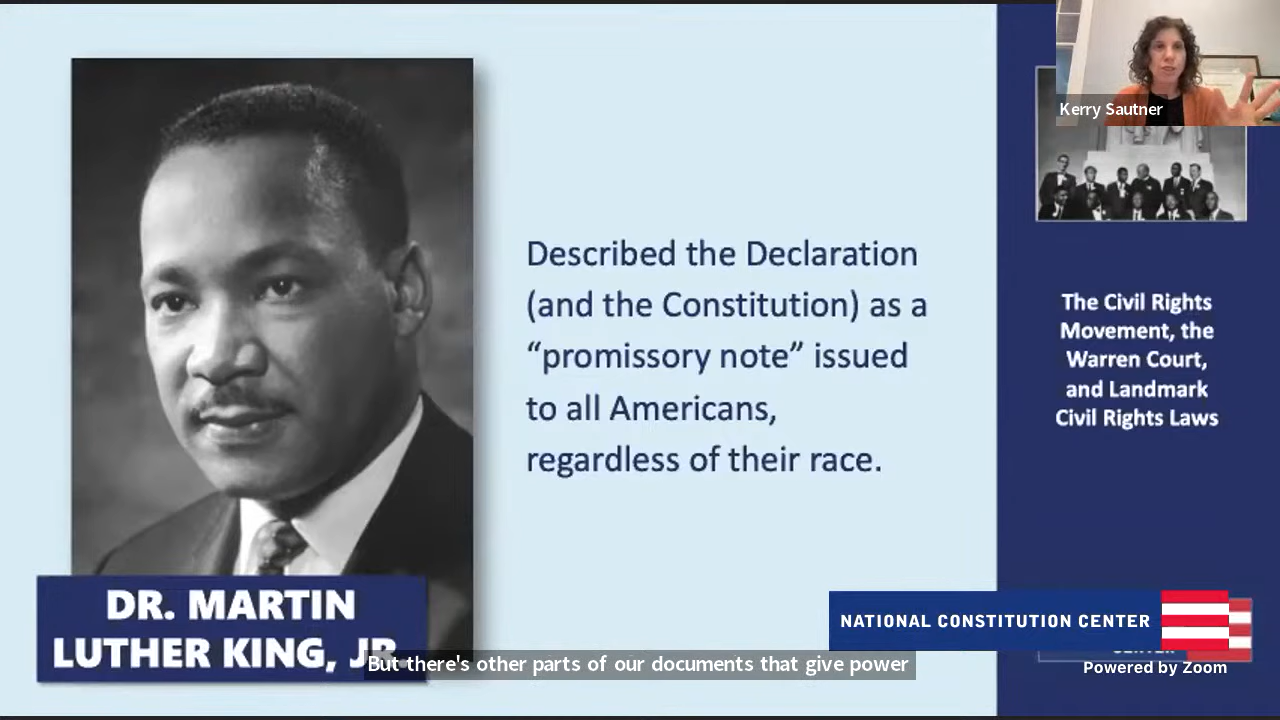 Kerry Sautner
Described the Declaration
(and the Constitution) as a
“promissory note” issued
to all Americans,
regardless of their race.
The Civil Rights
Movement, the
Warren Court,
and Landmark
Civil Rights Laws
DR. MARTIN
LUTHER KING, JR.
NATIONAL CONSTITUTION CENTER
But there's other parts of our documents that give power
Powered by Zoom